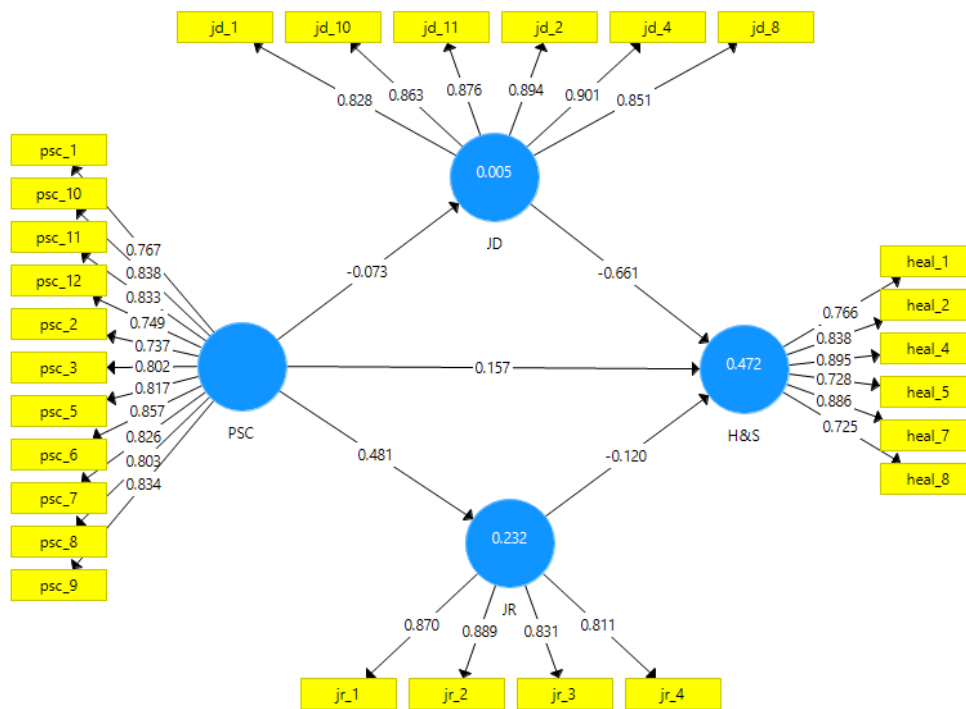 jd_1 jd_10 jd_11 jd_2 jd_4 jd_8
0.828 0.863 0.876 0.894 0.901 0.851
0.005
JD
psc_1
psc_10
psc_11
psc_12
psc_2
psc_3
psc_5
psc_6
psc_7
psc_8
psc_9
0.767
0.838
0.833
0.749
0.737
0.802
0.817
0.857
0.826
0.803
0.834
PSC
-0.073
-0.661
0.157
0.481
-0.120
0.472
H&S
0.766
0.838
0.895
0.728
0.886
0.725
heal_1
heal_2
heal_4
heal_5
heal_7
heal_8
0.232
JR
0.870 0.889 0.831 0.811
jr_1 jr_2 jr_3 jr_4